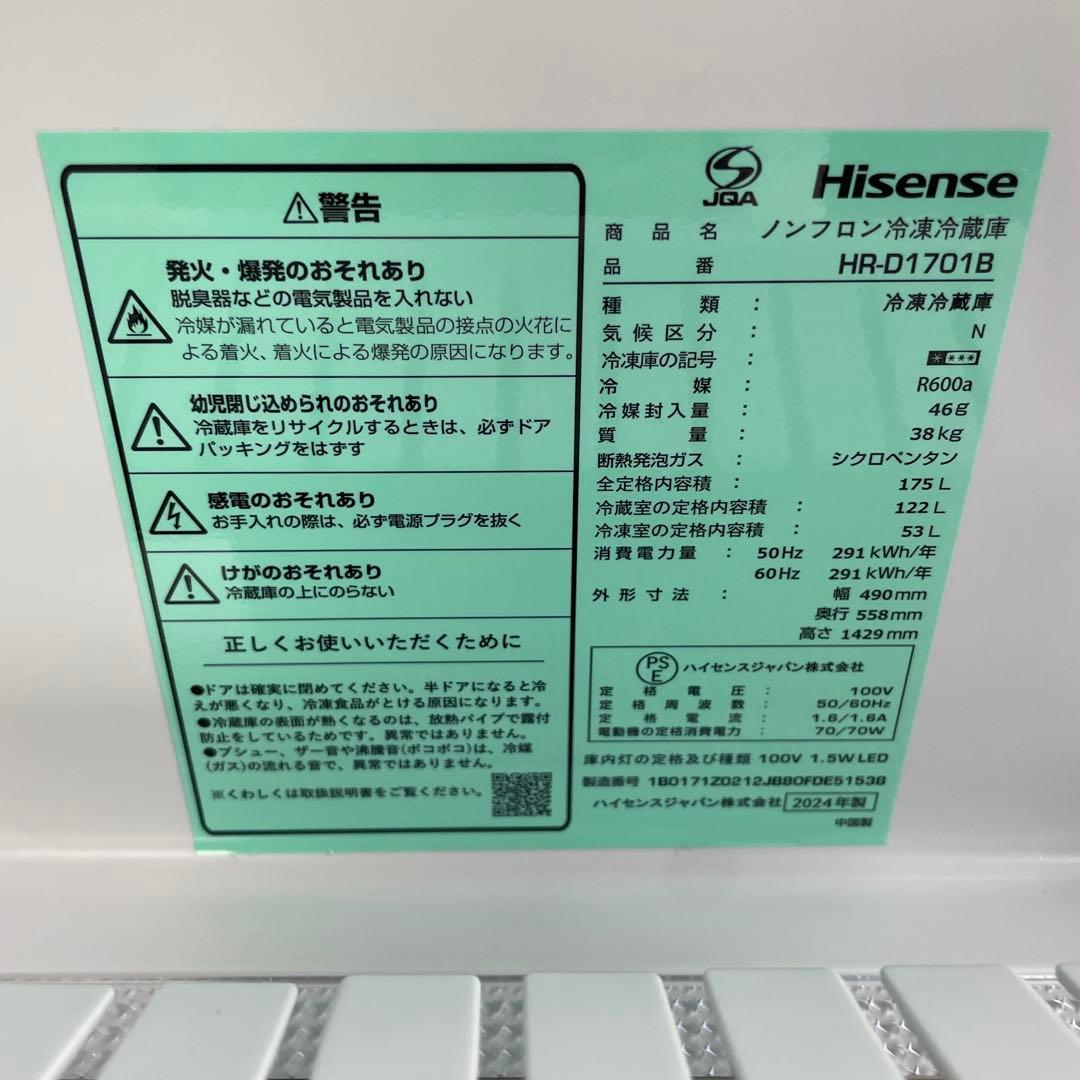 ⚠警告
発火・爆発のおそれあり
脱臭器などの電気製品を入れない
冷媒が漏れていると電気製品の接点の火花に
よる着火、着火による爆発の原因になります。
幼児閉じ込められのおそれあり
冷蔵庫をリサイクルするときは、必ずドア
パッキングをはずす
感電のおそれあり
お手入れの際は、必ず電源プラグを抜く
けがのおそれあり
冷蔵庫の上にのらない
正しくお使いいただくために
●ドアは確実に閉めてください。半ドアになると冷
えが悪くなり、冷凍食品がとける原因になります。
●冷蔵庫の表面が熱くなるのは、放熱パイプで露付
防止をしているためです。異常ではありません。
●プシュー、ザー音や沸騰音(ポコポコ)は、冷媒
(ガス)の流れる音で、異常ではありません。
※くわしくは取扱説明書をご覧ください。
JQA
Hisense
商品名 ノンフロン冷凍冷蔵庫
品番 HR-D1701B
種類 : 冷凍冷蔵庫
気候区分 : N
冷凍庫の記号 : ＊＊＊＊
冷媒 : R600a
冷媒封入量 : 46g
質量 : 38kg
断熱発泡ガス : シクロペンタン
全定格内容積 : 175L
冷蔵室の定格内容積 : 122L
冷凍室の定格内容積 : 53L
消費電力量 : 50Hz 291kWh/年
60Hz 291kWh/年
外形寸法 : 幅 490mm
奥行 558mm
高さ 1429mm
PSE ハイセンスジャパン株式会社
定格電圧 : 100V
定格周波数 : 50/60Hz
定格電流 : 1.6/1.6A
電動機の定格消費電力 : 70/70W
庫内灯の定格及び種類 100V 1.5W LED
製造番号 1B0171Z0212JB80FDE51538
ハイセンスジャパン株式会社 2024年製
中国製